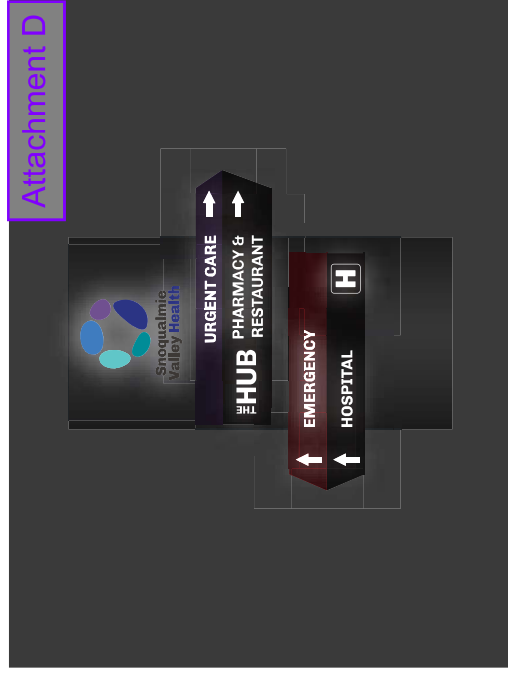 Attachment D
Snoqualmie
Valley Health
URGENT CARE
THE HUB PHARMACY &
RESTAURANT
H
EMERGENCY
HOSPITAL